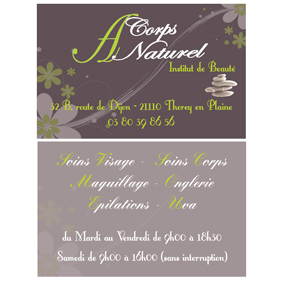 A Corps
Naturel
Institut de Beauté
32 B, route de Dijon - 21110 Thorey en Plaine
03 80 39 86 56
Soins Visage - Soins Corps
Maquillage - Onglerie
Epilations - Uva
du Mardi au Vendredi de 9h00 à 18h30
Samedi de 9h00 à 16h00 (sans interruption)